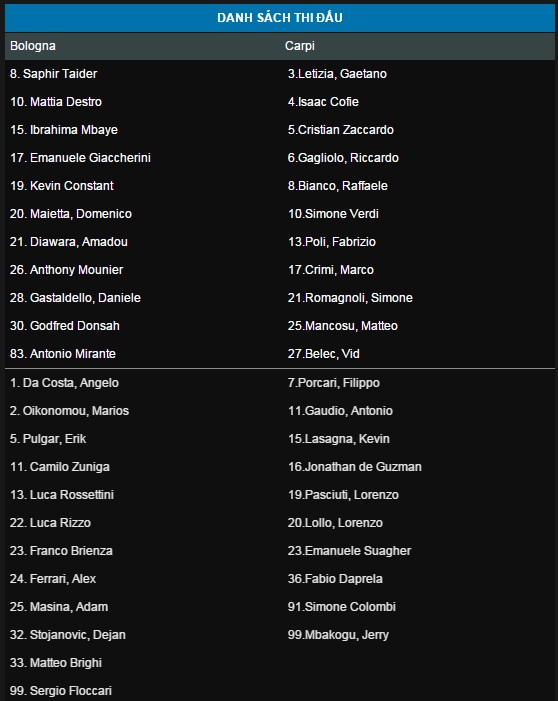 DANH SÁCH THI ĐẤU
Bologna Carpi
8. Saphir Taider 3.Letizia, Gaetano
10. Mattia Destro 4.Isaac Cofie
15. Ibrahima Mbaye 5.Cristian Zaccardo
17. Emanuele Giaccherini 6.Gagliolo, Riccardo
19. Kevin Constant 8.Bianco, Raffaele
20. Maietta, Domenico 10.Simone Verdi
21. Diawara, Amadou 13.Poli, Fabrizio
26. Anthony Mounier 17.Crimi, Marco
28. Gastaldello, Daniele 21.Romagnoli, Simone
30. Godfred Donsah 25.Mancosu, Matteo
83. Antonio Mirante 27.Belec, Vid
1. Da Costa, Angelo 7.Porcari, Filippo
2. Oikonomou, Marios 11.Gaudio, Antonio
5. Pulgar, Erik 15.Lasagna, Kevin
11. Camilo Zuniga 16.Jonathan de Guzman
13. Luca Rossettini 19.Pasciuti, Lorenzo
22. Luca Rizzo 20.Lollo, Lorenzo
23. Franco Brienza 23.Emanuele Suagher
24. Ferrari, Alex 36.Fabio Daprela
25. Masina, Adam 91.Simone Colombi
32. Stojanovic, Dejan 99.Mbakogu, Jerry
33. Matteo Brighi
99. Sergio Floccari